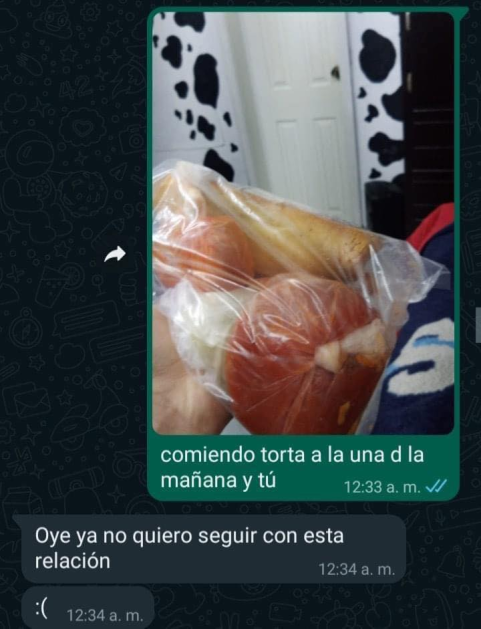 comiendo torta a la una d la
mañana y tú
12:33 a. m.
Oye ya no quiero seguir con esta
relación
12:34 a. m.
:(
12:34 a. m.